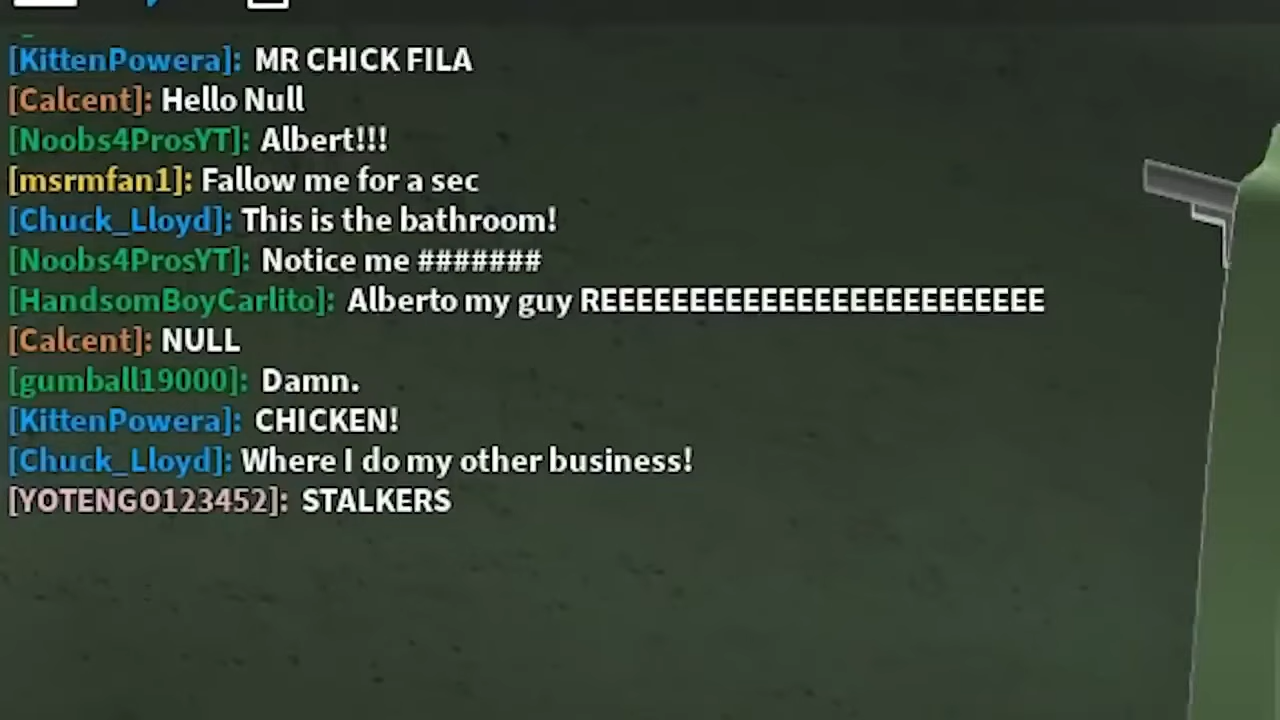 [KittenPowera]: MR CHICK FILA
[Calcent]: Hello Null
[Noobs4ProsYT]: Albert!!!
[msrmfan1]: Fallow me for a sec
[Chuck_Lloyd]: This is the bathroom!
[Noobs4ProsYT]: Notice me #######
[HandsomBoyCarlito]: Alberto my guy REEEEEEEEEEEEEEEEEEEEEEEEEE
[Calcent]: NULL
[gumball19000]: Damn.
[KittenPowera]: CHICKEN!
[Chuck_Lloyd]: Where I do my other business!
[YOTENGO123452]: STALKERS